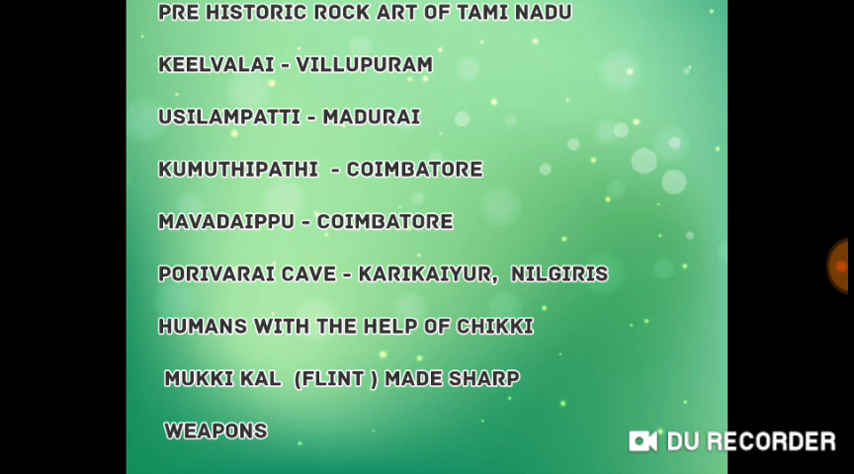 PRE HISTORIC ROCK ART OF TAMI NADU
KEELVALAI - VILLUPURAM
USILAMPATTI - MADURAI
KUMUTHIPATHI - COIMBATORE
MAVADAIPPU - COIMBATORE
PORIVARAI CAVE - KARIKAIYUR, NILGIRIS
HUMANS WITH THE HELP OF CHIKKI
MUKKI KAL (FLINT ) MADE SHARP
WEAPONS
DU RECORDER